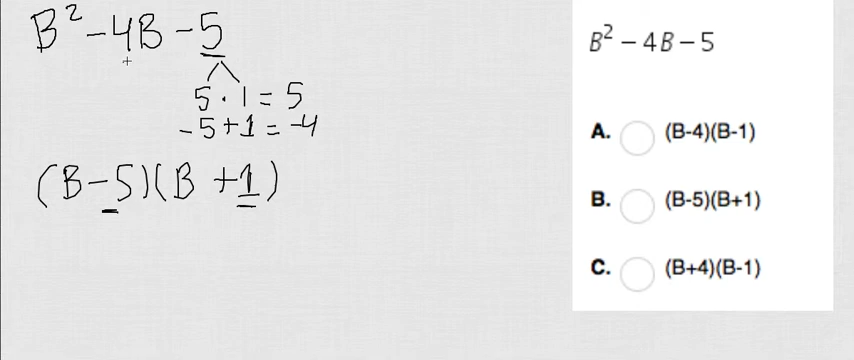 B² - 4B - 5
5 · 1 = 5
-5 + 1 = -4
(B - 5)(B + 1)
B² - 4B - 5
A. (B-4)(B-1)
B. (B-5)(B+1)
C. (B+4)(B-1)